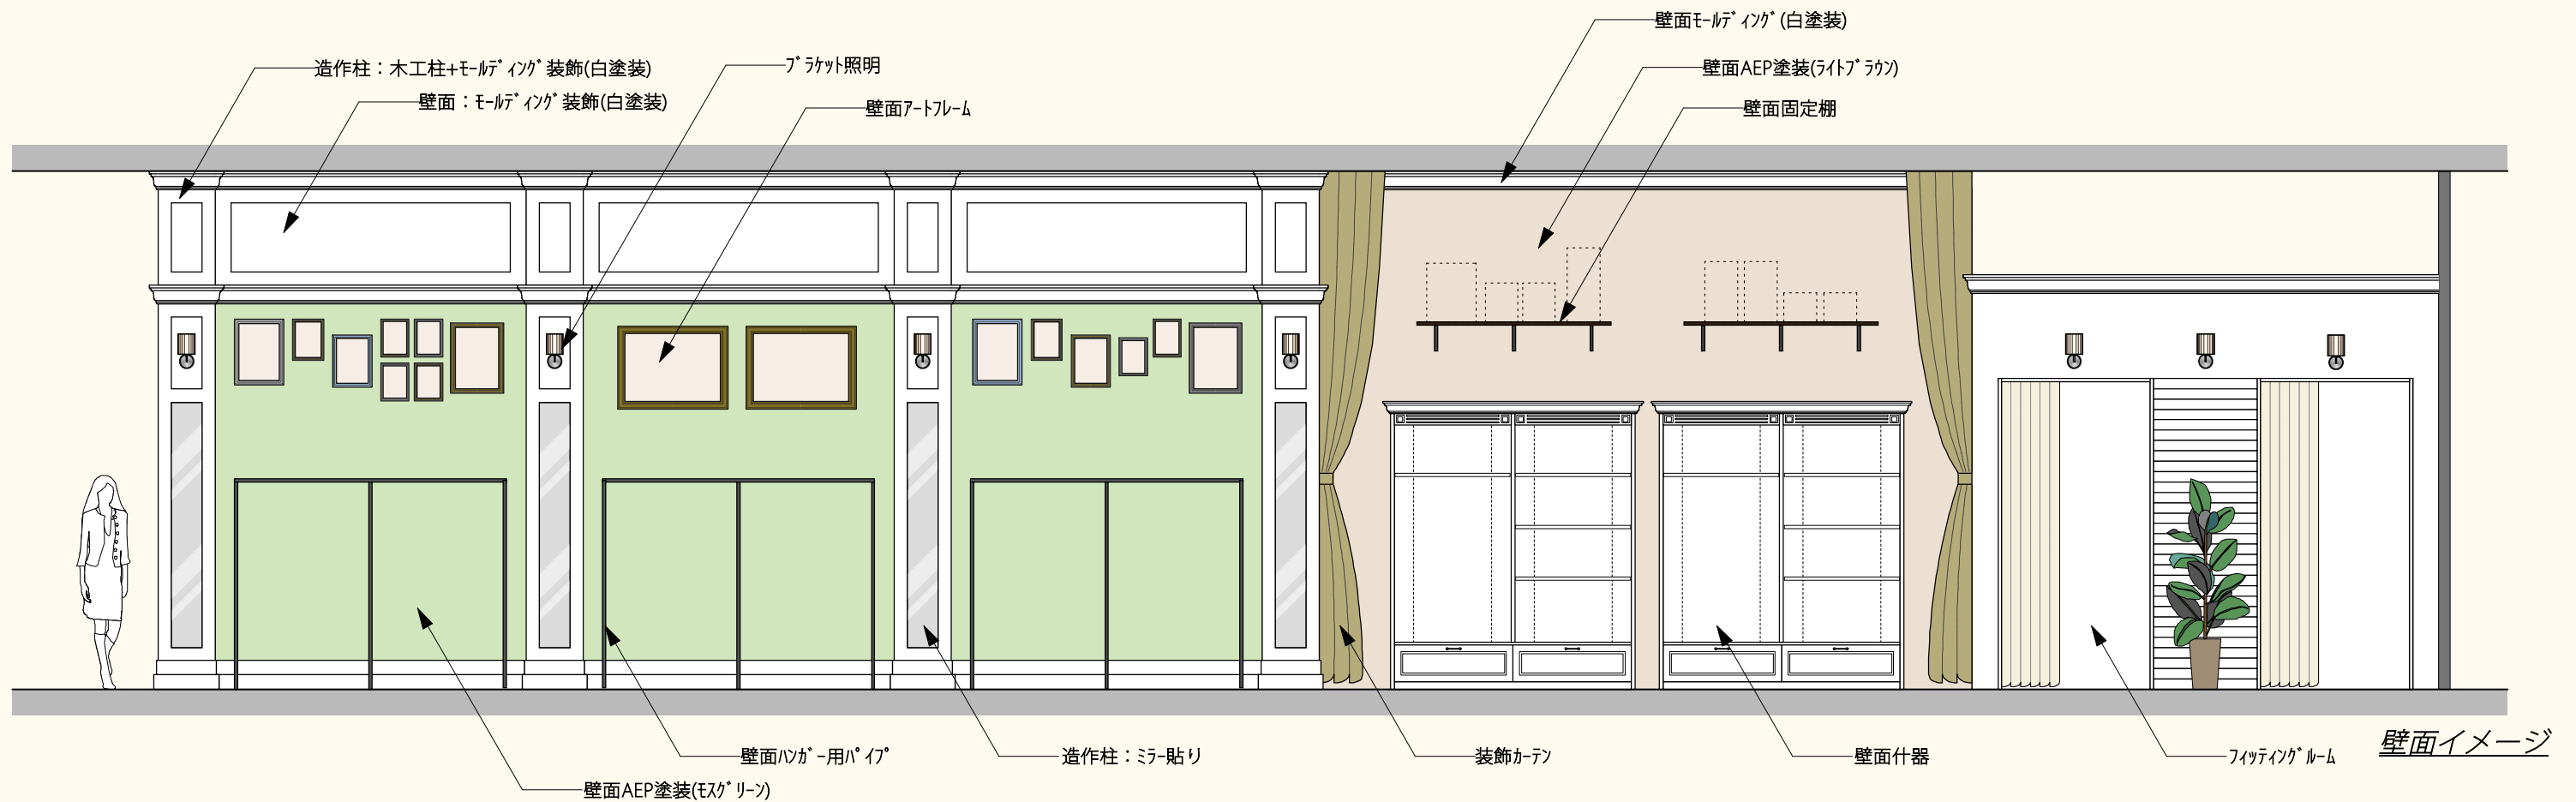 壁面ﾓｰﾙﾃﾞｨﾝｸﾞ(白塗装)
造作柱：木工柱+ﾓｰﾙﾃﾞｨﾝｸﾞ装飾(白塗装)
ﾌﾞﾗｹｯﾄ照明
壁面AEP塗装(ﾗｲﾄﾌﾞﾗｳﾝ)
壁面：ﾓｰﾙﾃﾞｨﾝｸﾞ装飾(白塗装)
壁面ｱｰﾄﾌﾚｰﾑ
壁面固定棚
壁面ﾊﾝｶﾞｰ用ﾊﾟｲﾌﾟ
造作柱：ﾐﾗｰ貼り
装飾ｶｰﾃﾝ
壁面什器
ﾌｨｯﾃｨﾝｸﾞﾙｰﾑ
壁面イメージ
壁面AEP塗装(ﾓｽｸﾞﾘｰﾝ)